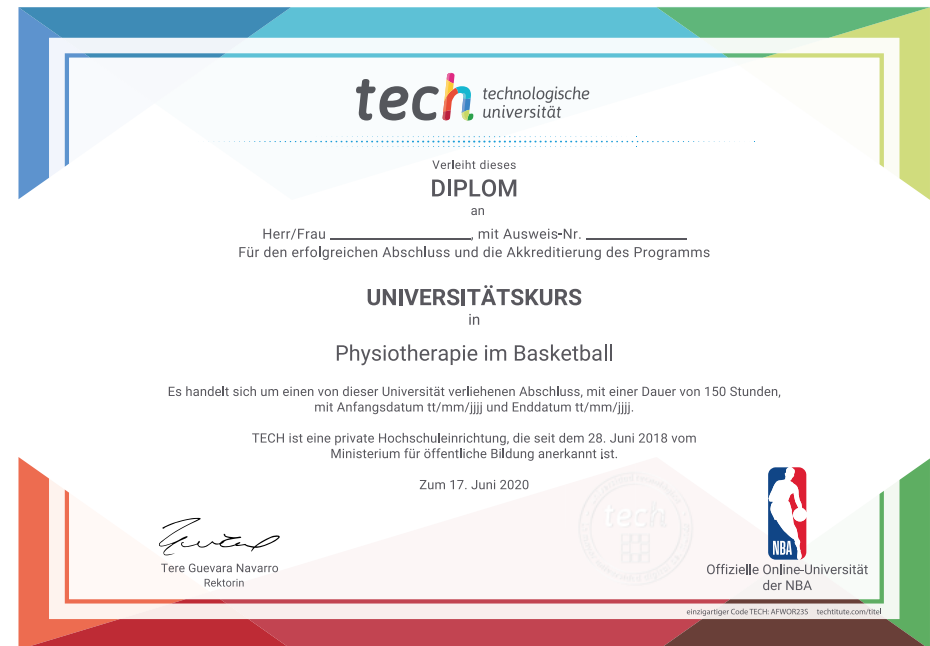 tech technologische
universität
Verleiht dieses
DIPLOM
an
Herr/Frau ____________, mit Ausweis-Nr. ____________
Für den erfolgreichen Abschluss und die Akkreditierung des Programms
UNIVERSITÄTSKURS
in
Physiotherapie im Basketball
Es handelt sich um einen von dieser Universität verliehenen Abschluss, mit einer Dauer von 150 Stunden,
mit Anfangsdatum tt/mm/jjjj und Enddatum tt/mm/jjjj.
TECH ist eine private Hochschuleinrichtung, die seit dem 28. Juni 2018 vom
Ministerium für öffentliche Bildung anerkannt ist.
Zum 17. Juni 2020
tech
NBA
Tere Guevara Navarro
Rektorin
Offizielle Online-Universität
der NBA
einzigartiger Code TECH: AFWOR235 techtitute.com/titel